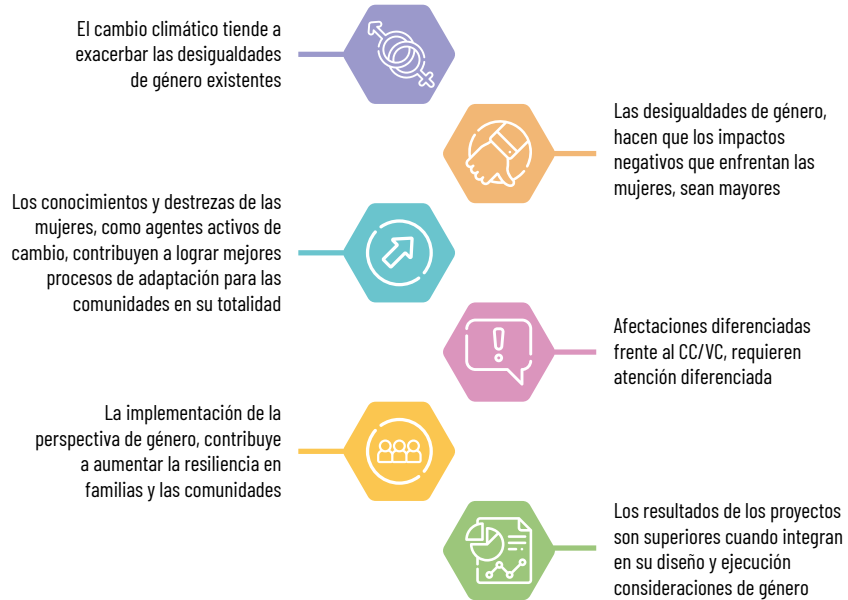 El cambio climático tiende a
exacerbar las desigualdades
de género existentes
Las desigualdades de género,
hacen que los impactos
negativos que enfrentan las
mujeres, sean mayores
Los conocimientos y destrezas de las
mujeres, como agentes activos de
cambio, contribuyen a lograr mejores
procesos de adaptación para las
comunidades en su totalidad
Afectaciones diferenciadas
frente al CC/VC, requieren
atención diferenciada
La implementación de la
perspectiva de género, contribuye
a aumentar la resiliencia en
familias y las comunidades
Los resultados de los proyectos
son superiores cuando integran
en su diseño y ejecución
consideraciones de género